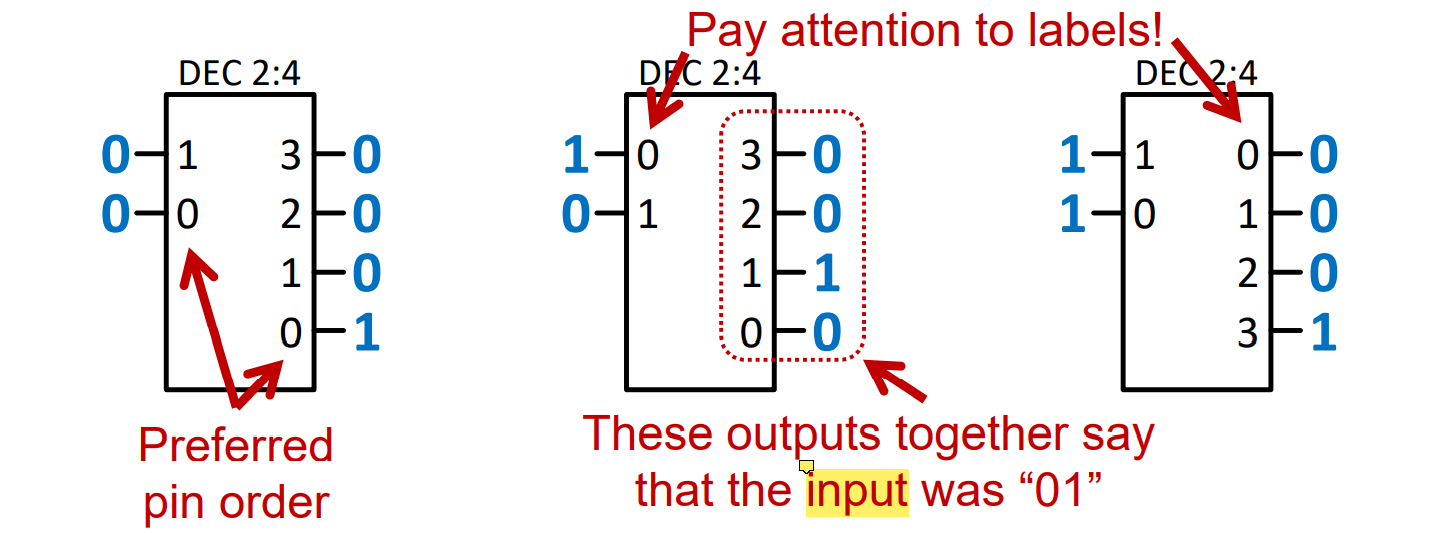 Pay attention to labels!
DEC 2:4
DEC 2:4
DEC 2:4
0 1 3 0
0 0 2 0
1 0
0 1
1 0 3 0
0 1 2 0
1 1
0 0
1 1 0 0
1 0 1 0
2 0
3 1
Preferred
pin order
These outputs together say
that the input was “01”